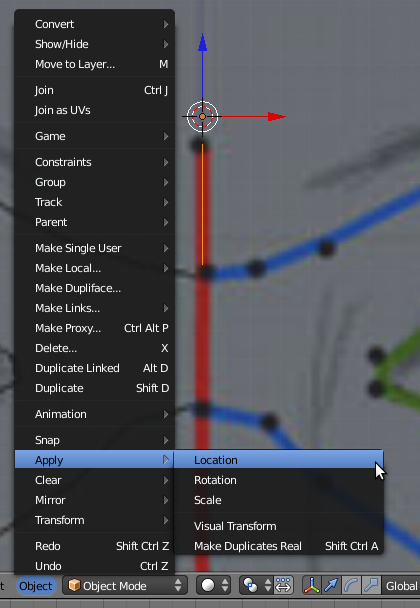 Convert
Show/Hide
Move to Layer... M
Join Ctrl J
Join as UVs
Game
Constraints
Group
Track
Parent
Make Single User
Make Local...
Make Dupliface...
Make Links...
Make Proxy... Ctrl Alt P
Delete... X
Duplicate Linked Alt D
Duplicate Shift D
Animation
Snap
Apply Location
Clear Rotation
Mirror Scale
Transform Visual Transform
Redo Shift Ctrl Z Make Duplicates Real Shift Ctrl A
Undo Ctrl Z
t Object Object Mode Global